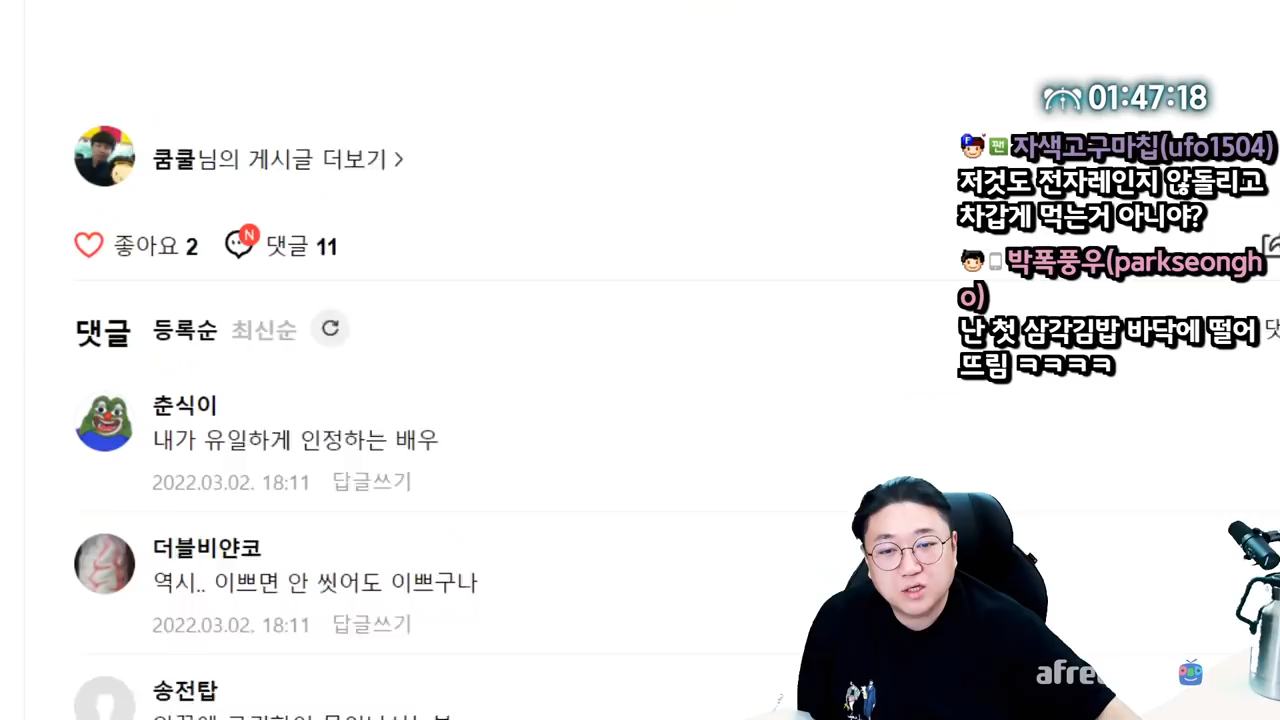 01:47:18
쿰쿨님의 게시글 더보기 >
팬 자색고구마칩(ufo1504)
저것도 전자레인지 않돌리고
차갑게 먹는거 아니야?
박폭풍우(parkseongh
o)
난 첫 삼각김밥 바닥에 떨어
뜨림 ㅋㅋㅋㅋ
좋아요 2 N 댓글 11
댓글 등록순 최신순
춘식이
내가 유일하게 인정하는 배우
2022.03.02. 18:11 답글쓰기
더블비얀코
역시.. 이쁘면 안 씻어도 이쁘구나
2022.03.02. 18:11 답글쓰기
송전탑